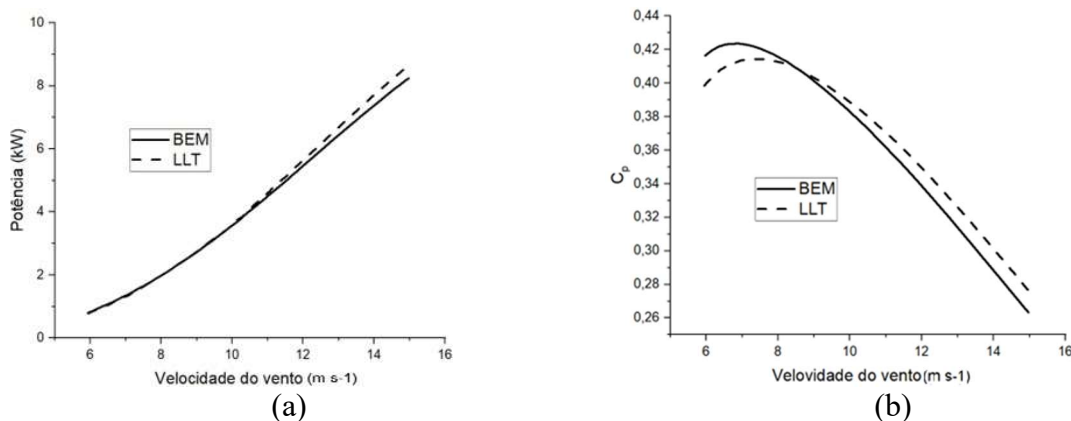 10
8
6
4
2
0
Potência (kW)
BEM
LLT
6
8
10
12
14
16
Velocidade do vento (m s-1)
(a)
0,42
0,40
0,38
0,36
0,34
0,32
0,30
0,28
0,26
Cp
BEM
LLT
6
8
10
12
14
16
Velovidade do vento(m s-1)
(b)